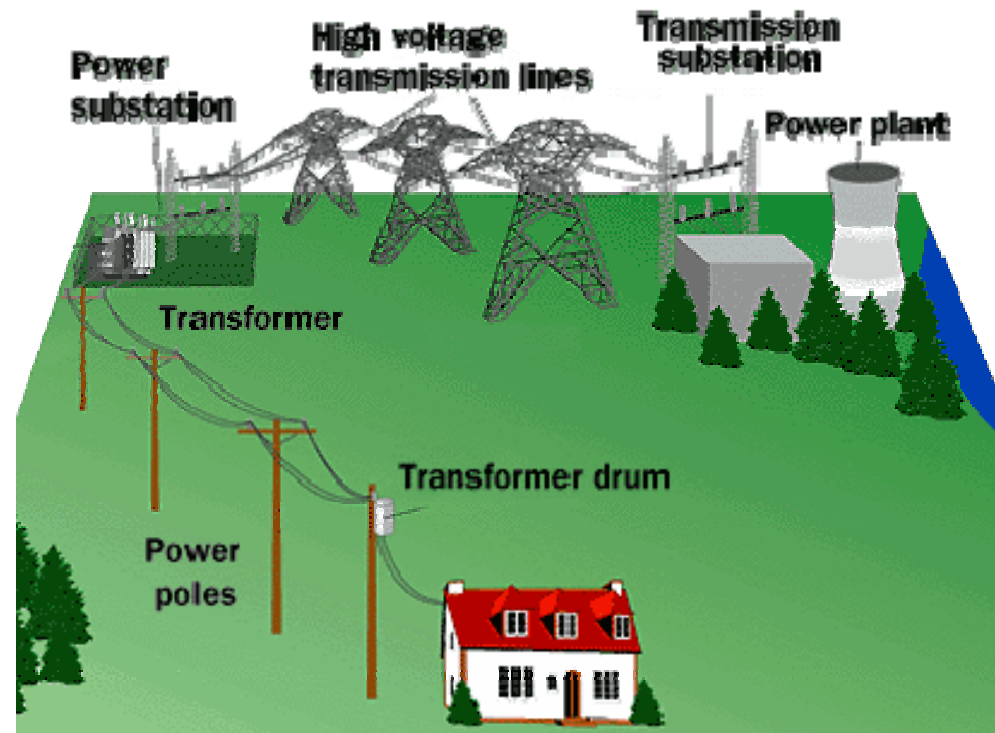 Transmission
substation
High voltage
transmission lines
Power
substation
Power plant
Transformer
Transformer drum
Power
poles